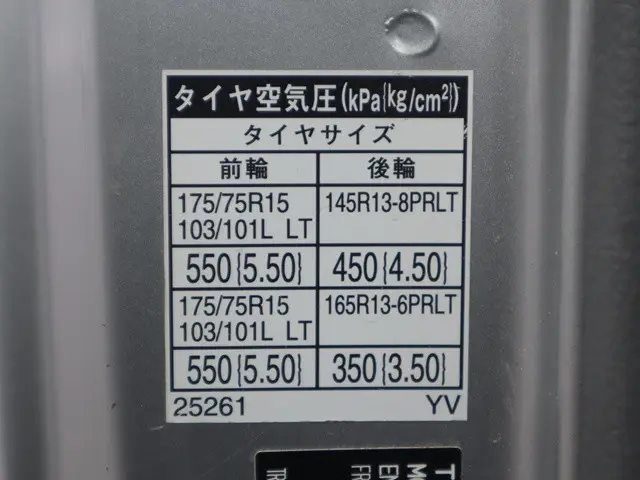 タイヤ空気圧(kPa{kg/cm²})
タイヤサイズ
前輪 後輪
175/75R15 145R13-8PRLT
103/101L LT
550{5.50} 450{4.50}
175/75R15 165R13-6PRLT
103/101L LT
550{5.50} 350{3.50}
25261 YV